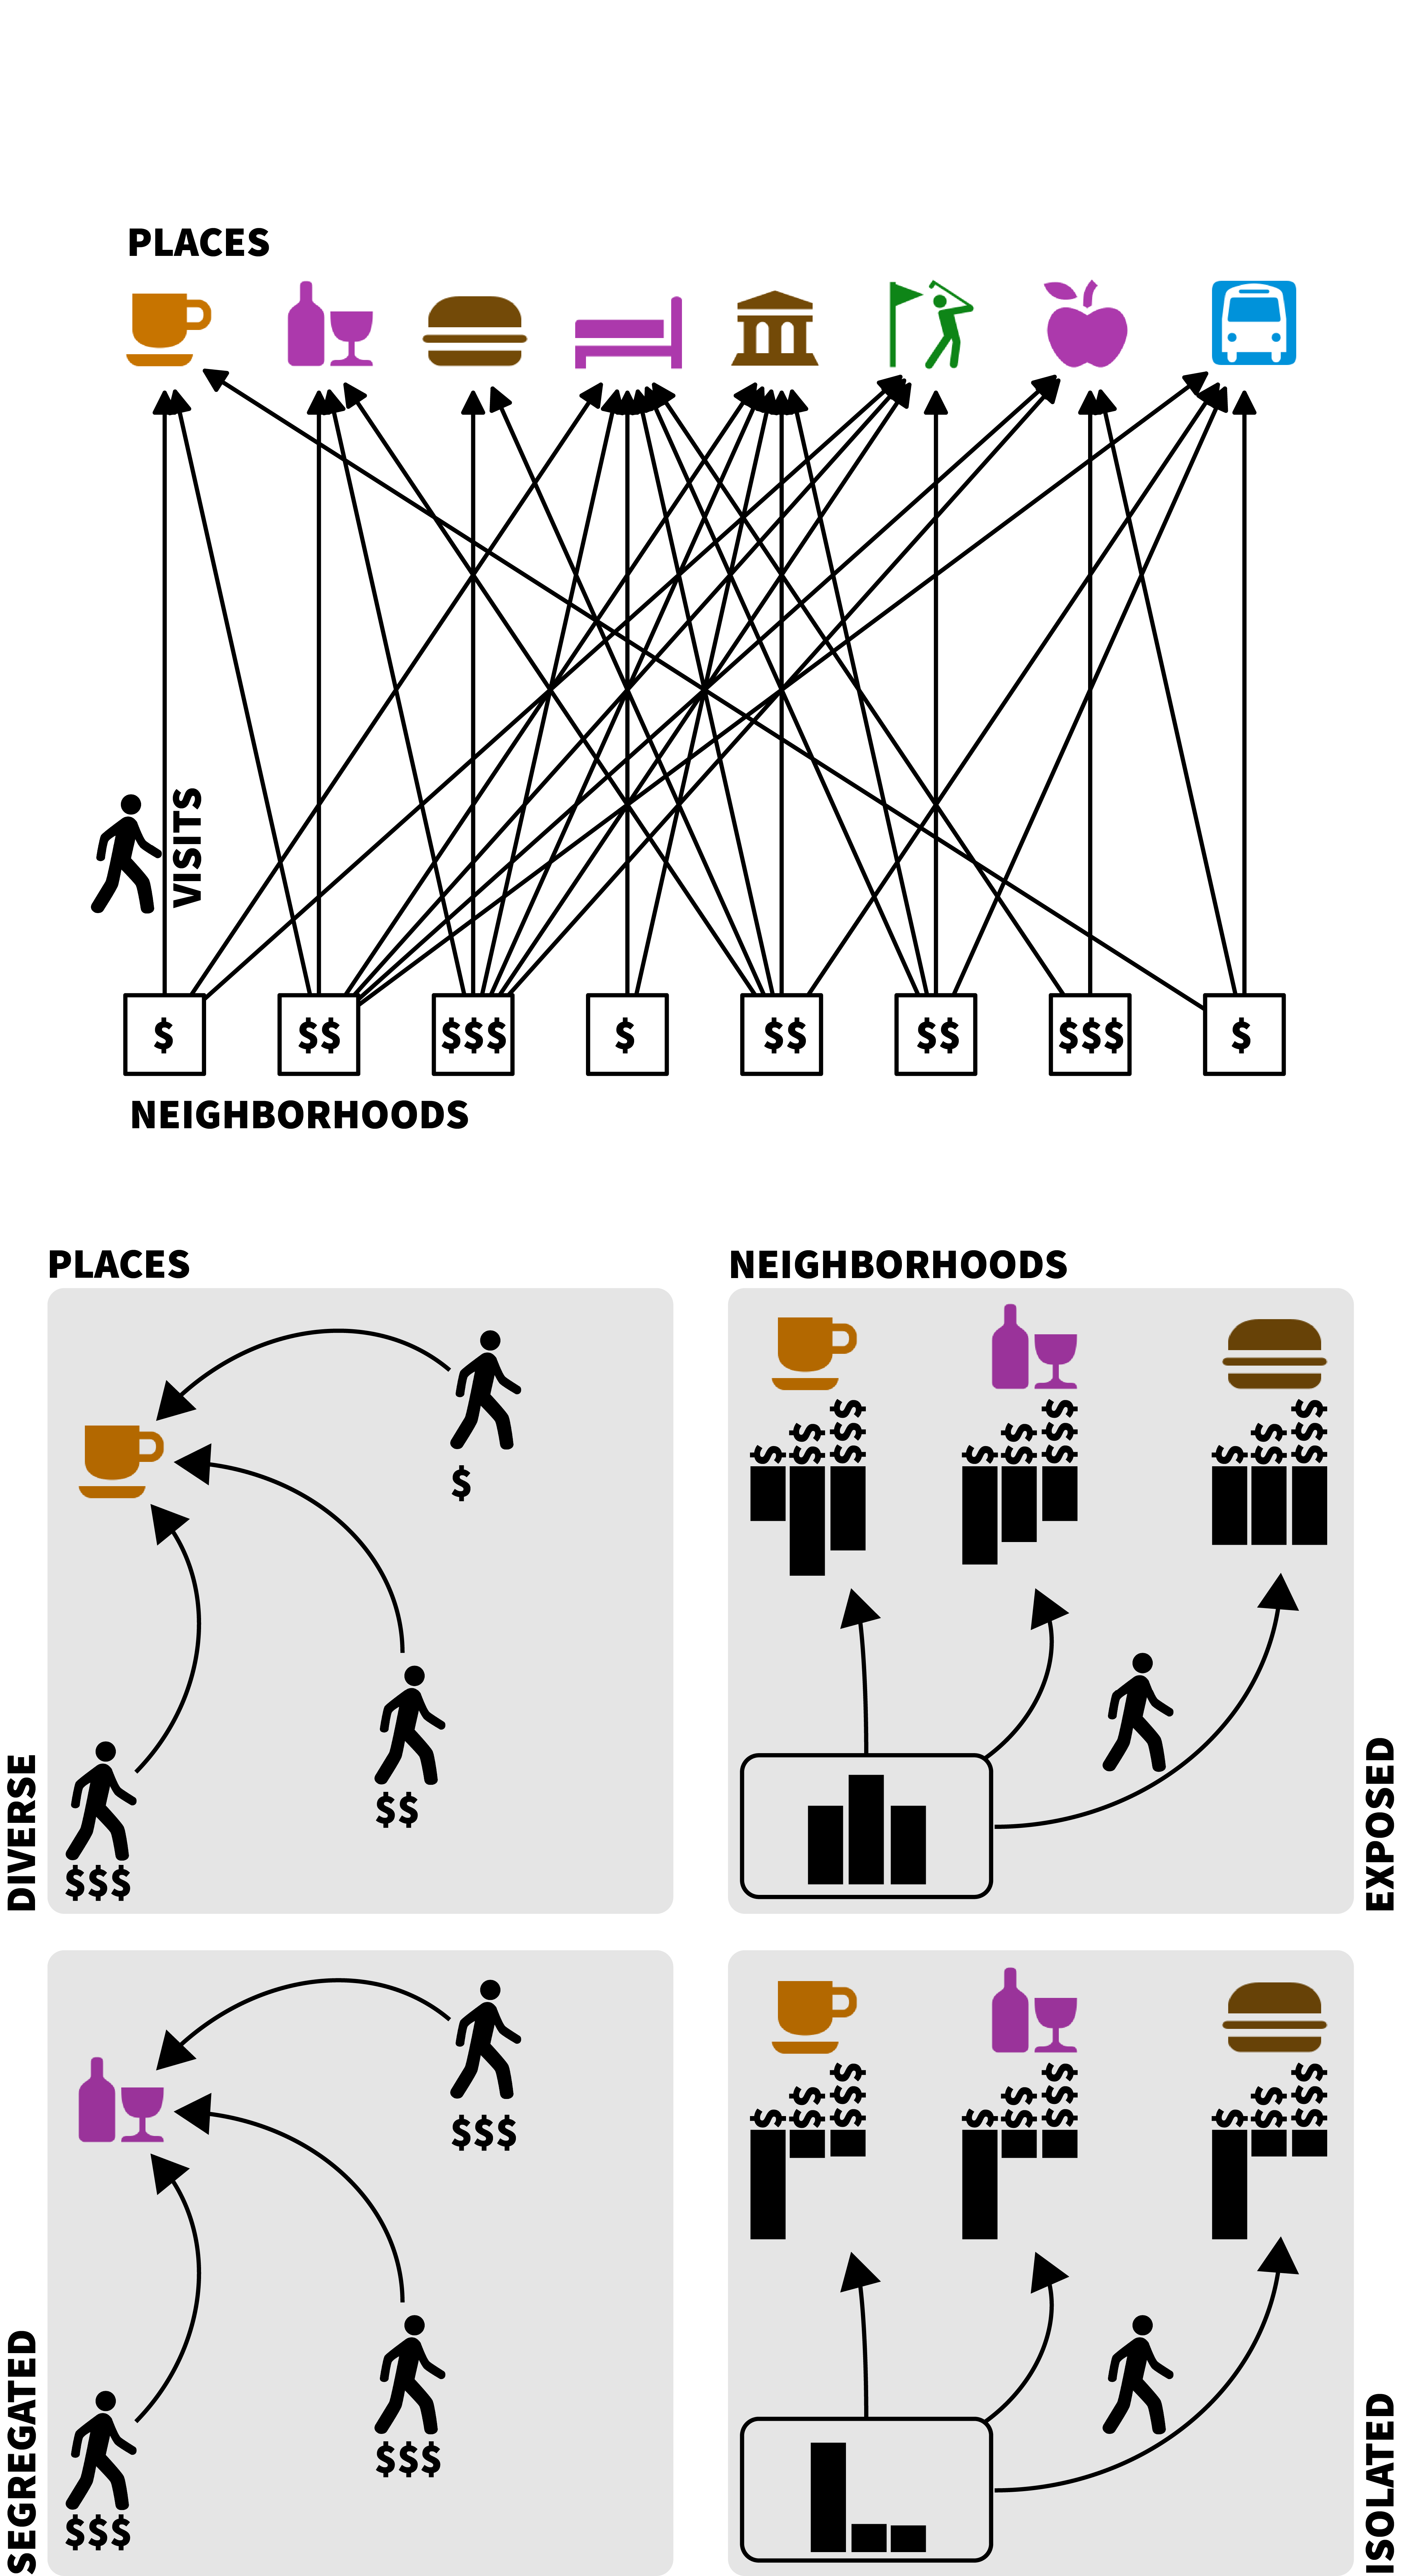 PLACES
VISITS
$ $$ $$$ $ $$ $$ $$$ $
NEIGHBORHOODS
PLACES
NEIGHBORHOODS
DIVERSE
$
$$
$$$
$ $$ $$$ $ $$ $$$ $ $$ $$$
EXPOSED
SEGREGATED
$$$
$$$
$$$
$ $$ $$$ $ $$ $$$ $ $$ $$$
ISOLATED